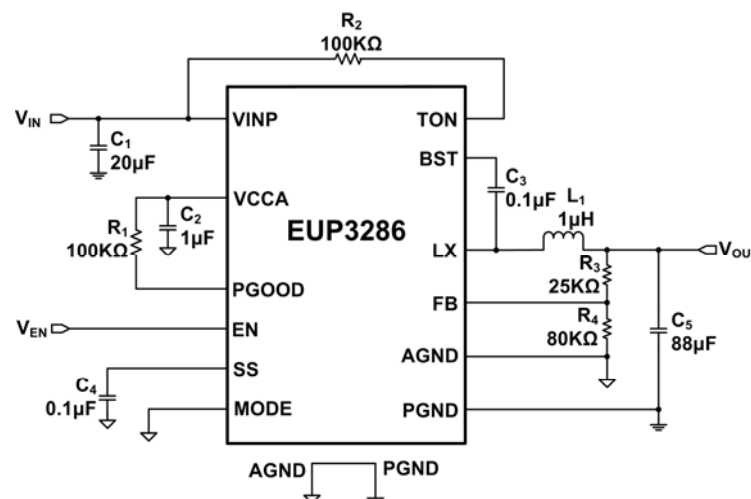 R2
100KΩ
VIN
VINP
TON
C1
20µF
BST
C3
0.1µF
VCCA
L1
1µH
R1
100KΩ
C2
1µF
EUP3286
LX
VOU
R3
25KΩ
PGOOD
FB
VEN
EN
R4
80KΩ
C5
88µF
SS
AGND
C4
0.1µF
MODE
PGND
AGND
PGND